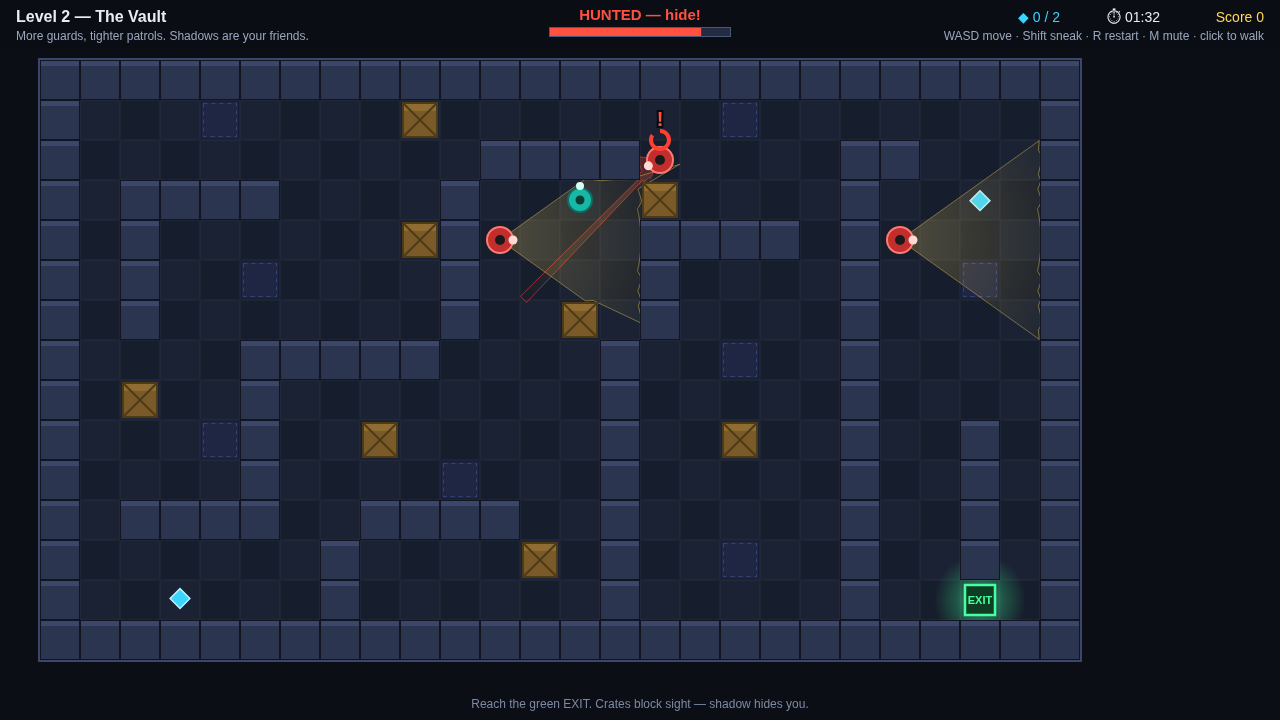 Level 2 — The Vault
More guards, tighter patrols. Shadows are your friends.
HUNTED — hide!
◆ 0 / 2
⏱ 01:32
Score 0
WASD move · Shift sneak · R restart · M mute · click to walk
!
EXIT
Reach the green EXIT. Crates block sight — shadow hides you.